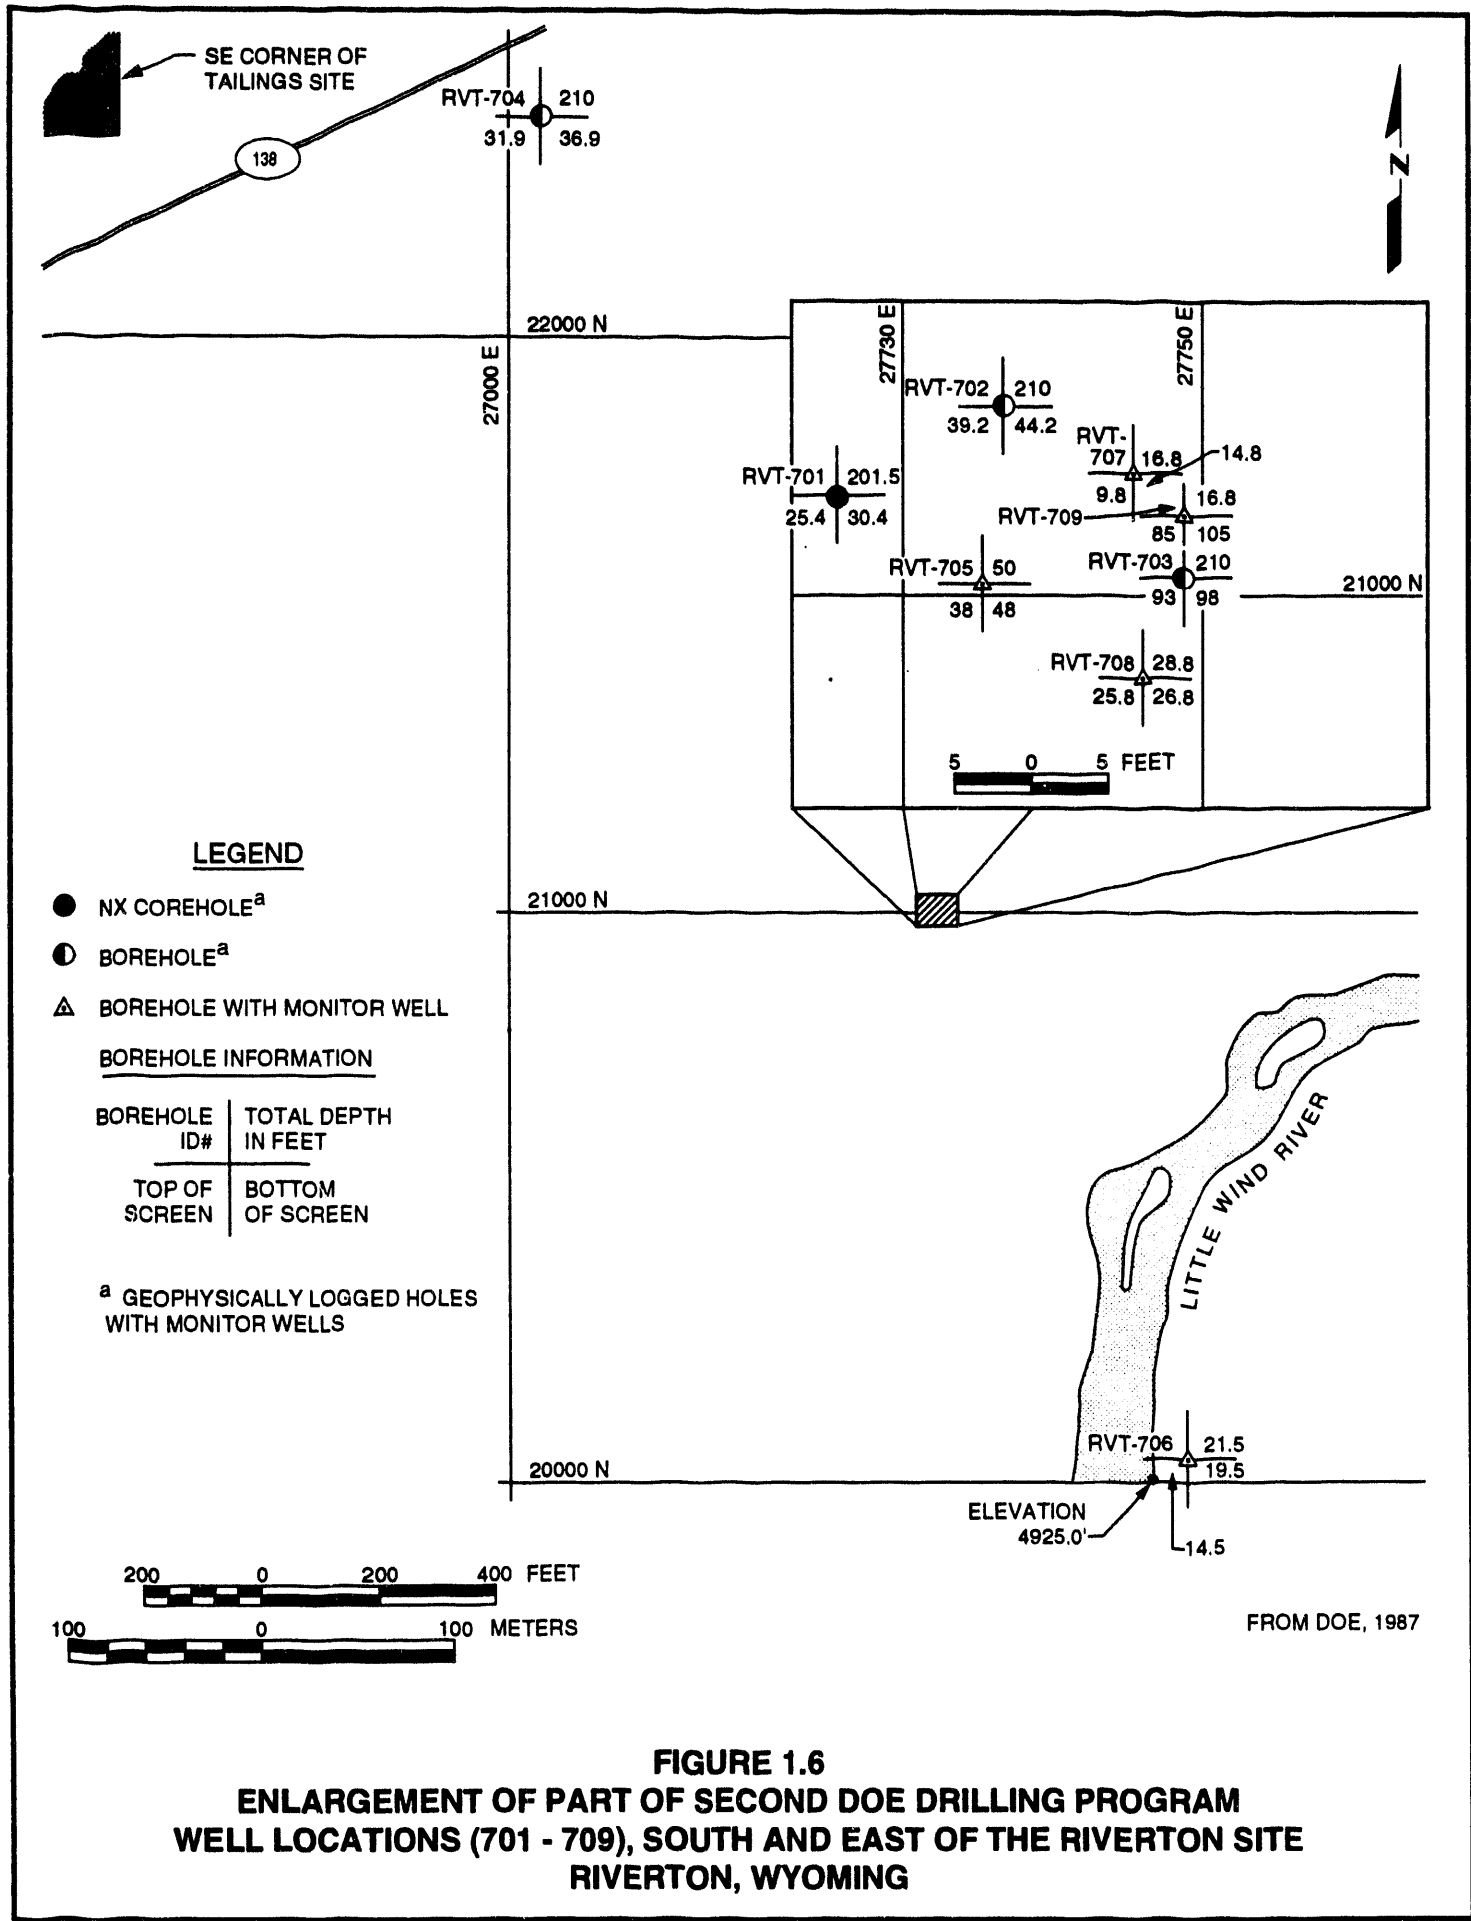 SE CORNER OF
TAILINGS SITE
138
RVT-704 210
31.9 36.9
N
22000 N
27000 E
27730 E
27750 E
RVT-702 210
39.2 44.2
RVT-
707 16.8
14.8
9.8
RVT-701 201.5
25.4 30.4
RVT-709
16.8
85 105
RVT-705 50
38 48
RVT-703 210
93 98
21000 N
RVT-708 28.8
25.8 26.8
5 0 5 FEET
21000 N
LEGEND
NX COREHOLEa
BOREHOLEa
BOREHOLE WITH MONITOR WELL
BOREHOLE INFORMATION
BOREHOLE TOTAL DEPTH
ID# IN FEET
TOP OF BOTTOM
SCREEN OF SCREEN
a GEOPHYSICALLY LOGGED HOLES
WITH MONITOR WELLS
LITTLE WIND RIVER
RVT-706 21.5
19.5
20000 N
ELEVATION
4925.0'
14.5
200 0 200 400 FEET
100 0 100 METERS
FROM DOE, 1987
FIGURE 1.6
ENLARGEMENT OF PART OF SECOND DOE DRILLING PROGRAM
WELL LOCATIONS (701 - 709), SOUTH AND EAST OF THE RIVERTON SITE
RIVERTON, WYOMING